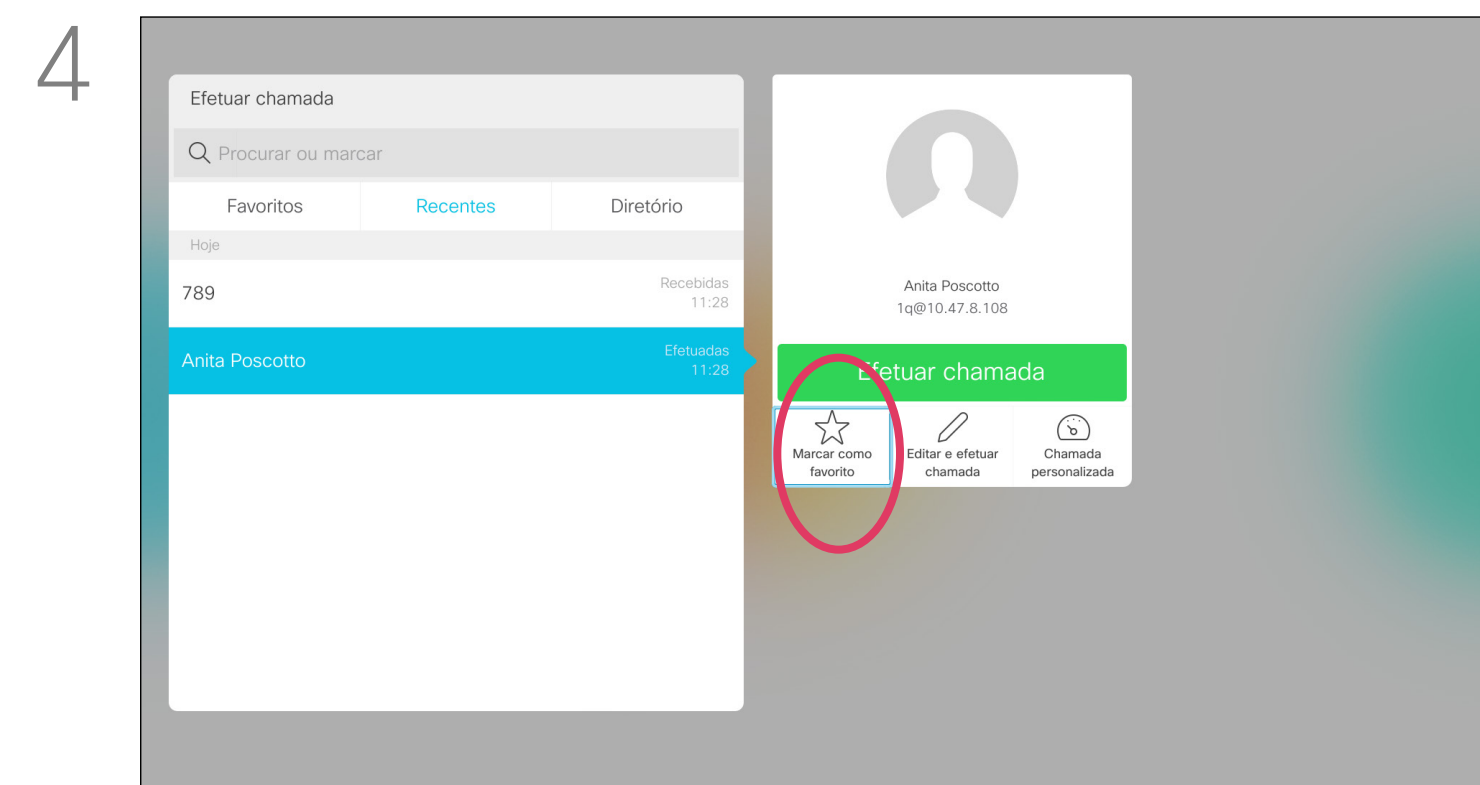 4
Efetuar chamada
Procurar ou marcar
Favoritos
Recentes
Diretório
Hoje
789
Recebidas
11:28
Anita Poscotto
Efetuadas
11:28
Anita Poscotto
1q@10.47.8.108
Efetuar chamada
Marcar como
favorito
Editar e efetuar
chamada
Chamada
personalizada